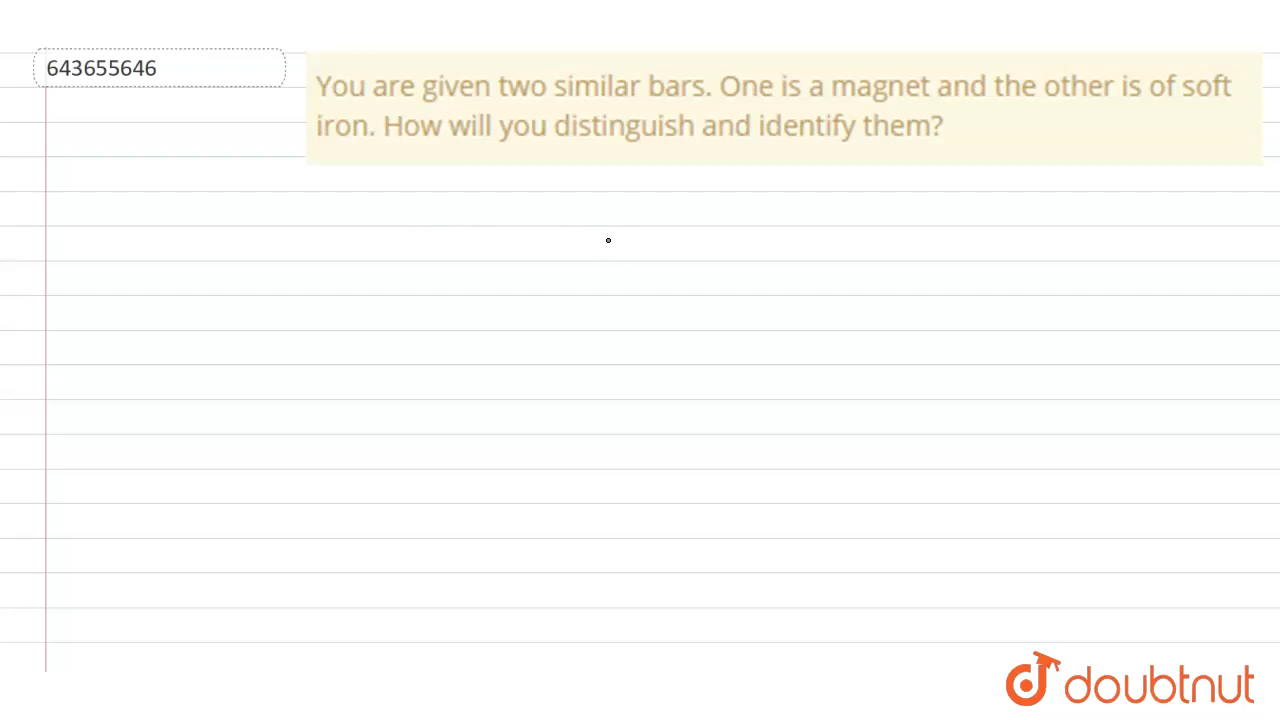 643655646
You are given two similar bars. One is a magnet and the other is of soft
iron. How will you distinguish and identify them?
doubtnut